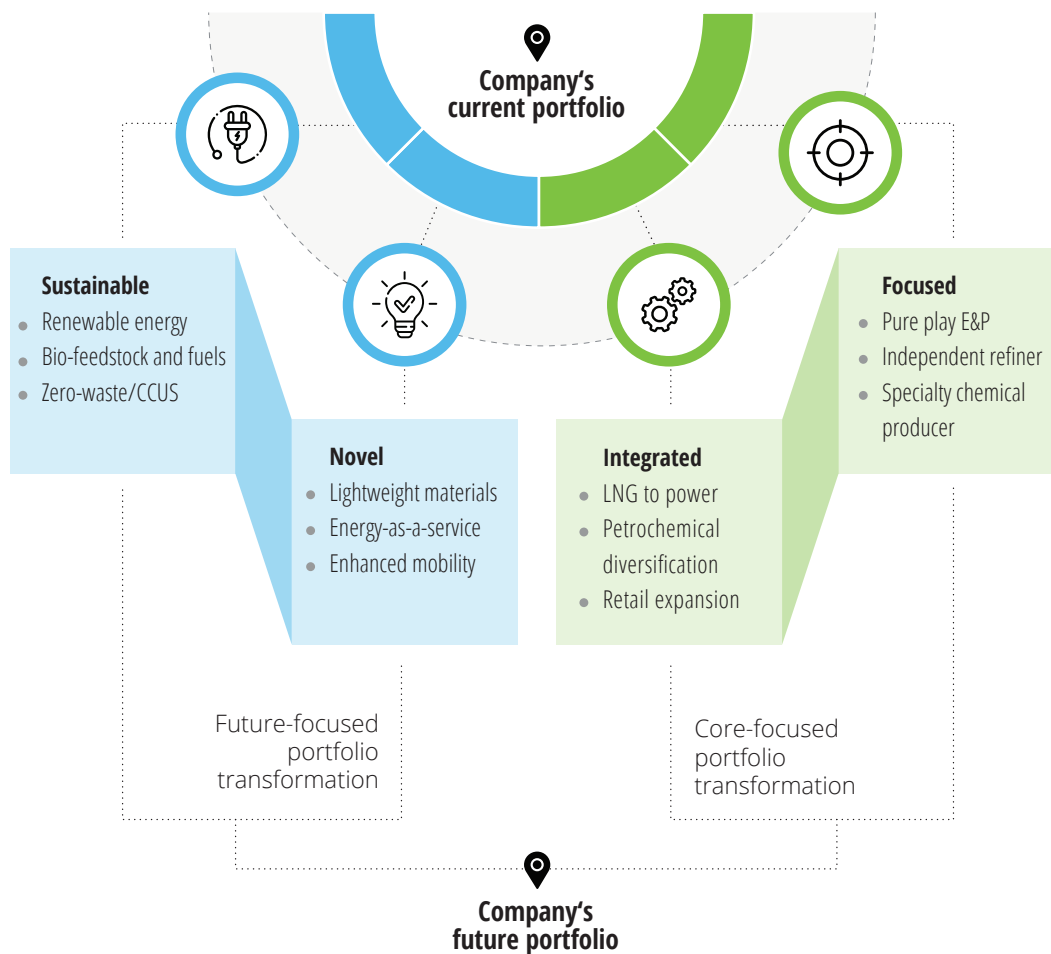 Company‘s
current portfolio
Sustainable
Renewable energy
Bio-feedstock and fuels
Zero-waste/CCUS
Novel
Lightweight materials
Energy-as-a-service
Enhanced mobility
Integrated
LNG to power
Petrochemical
diversification
Retail expansion
Focused
Pure play E&P
Independent refiner
Specialty chemical
producer
Future-focused
portfolio
transformation
Core-focused
portfolio
transformation
Company‘s
future portfolio